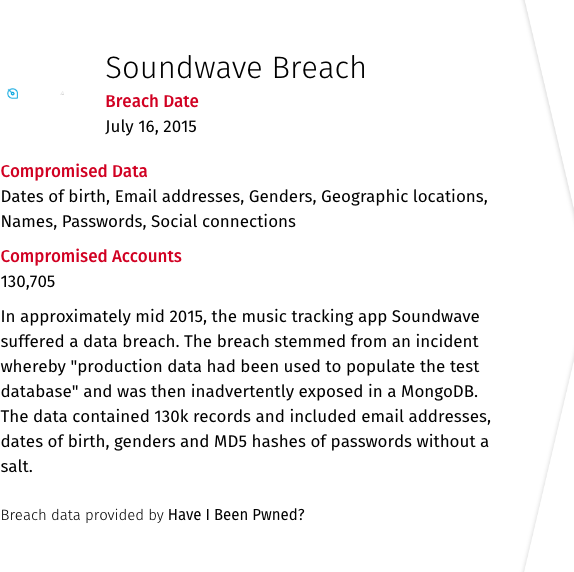 Soundwave Breach
Breach Date
July 16, 2015
Compromised Data
Dates of birth, Email addresses, Genders, Geographic locations,
Names, Passwords, Social connections
Compromised Accounts
130,705
In approximately mid 2015, the music tracking app Soundwave
suffered a data breach. The breach stemmed from an incident
whereby "production data had been used to populate the test
database" and was then inadvertently exposed in a MongoDB.
The data contained 130k records and included email addresses,
dates of birth, genders and MD5 hashes of passwords without a
salt.
Breach data provided by Have I Been Pwned?